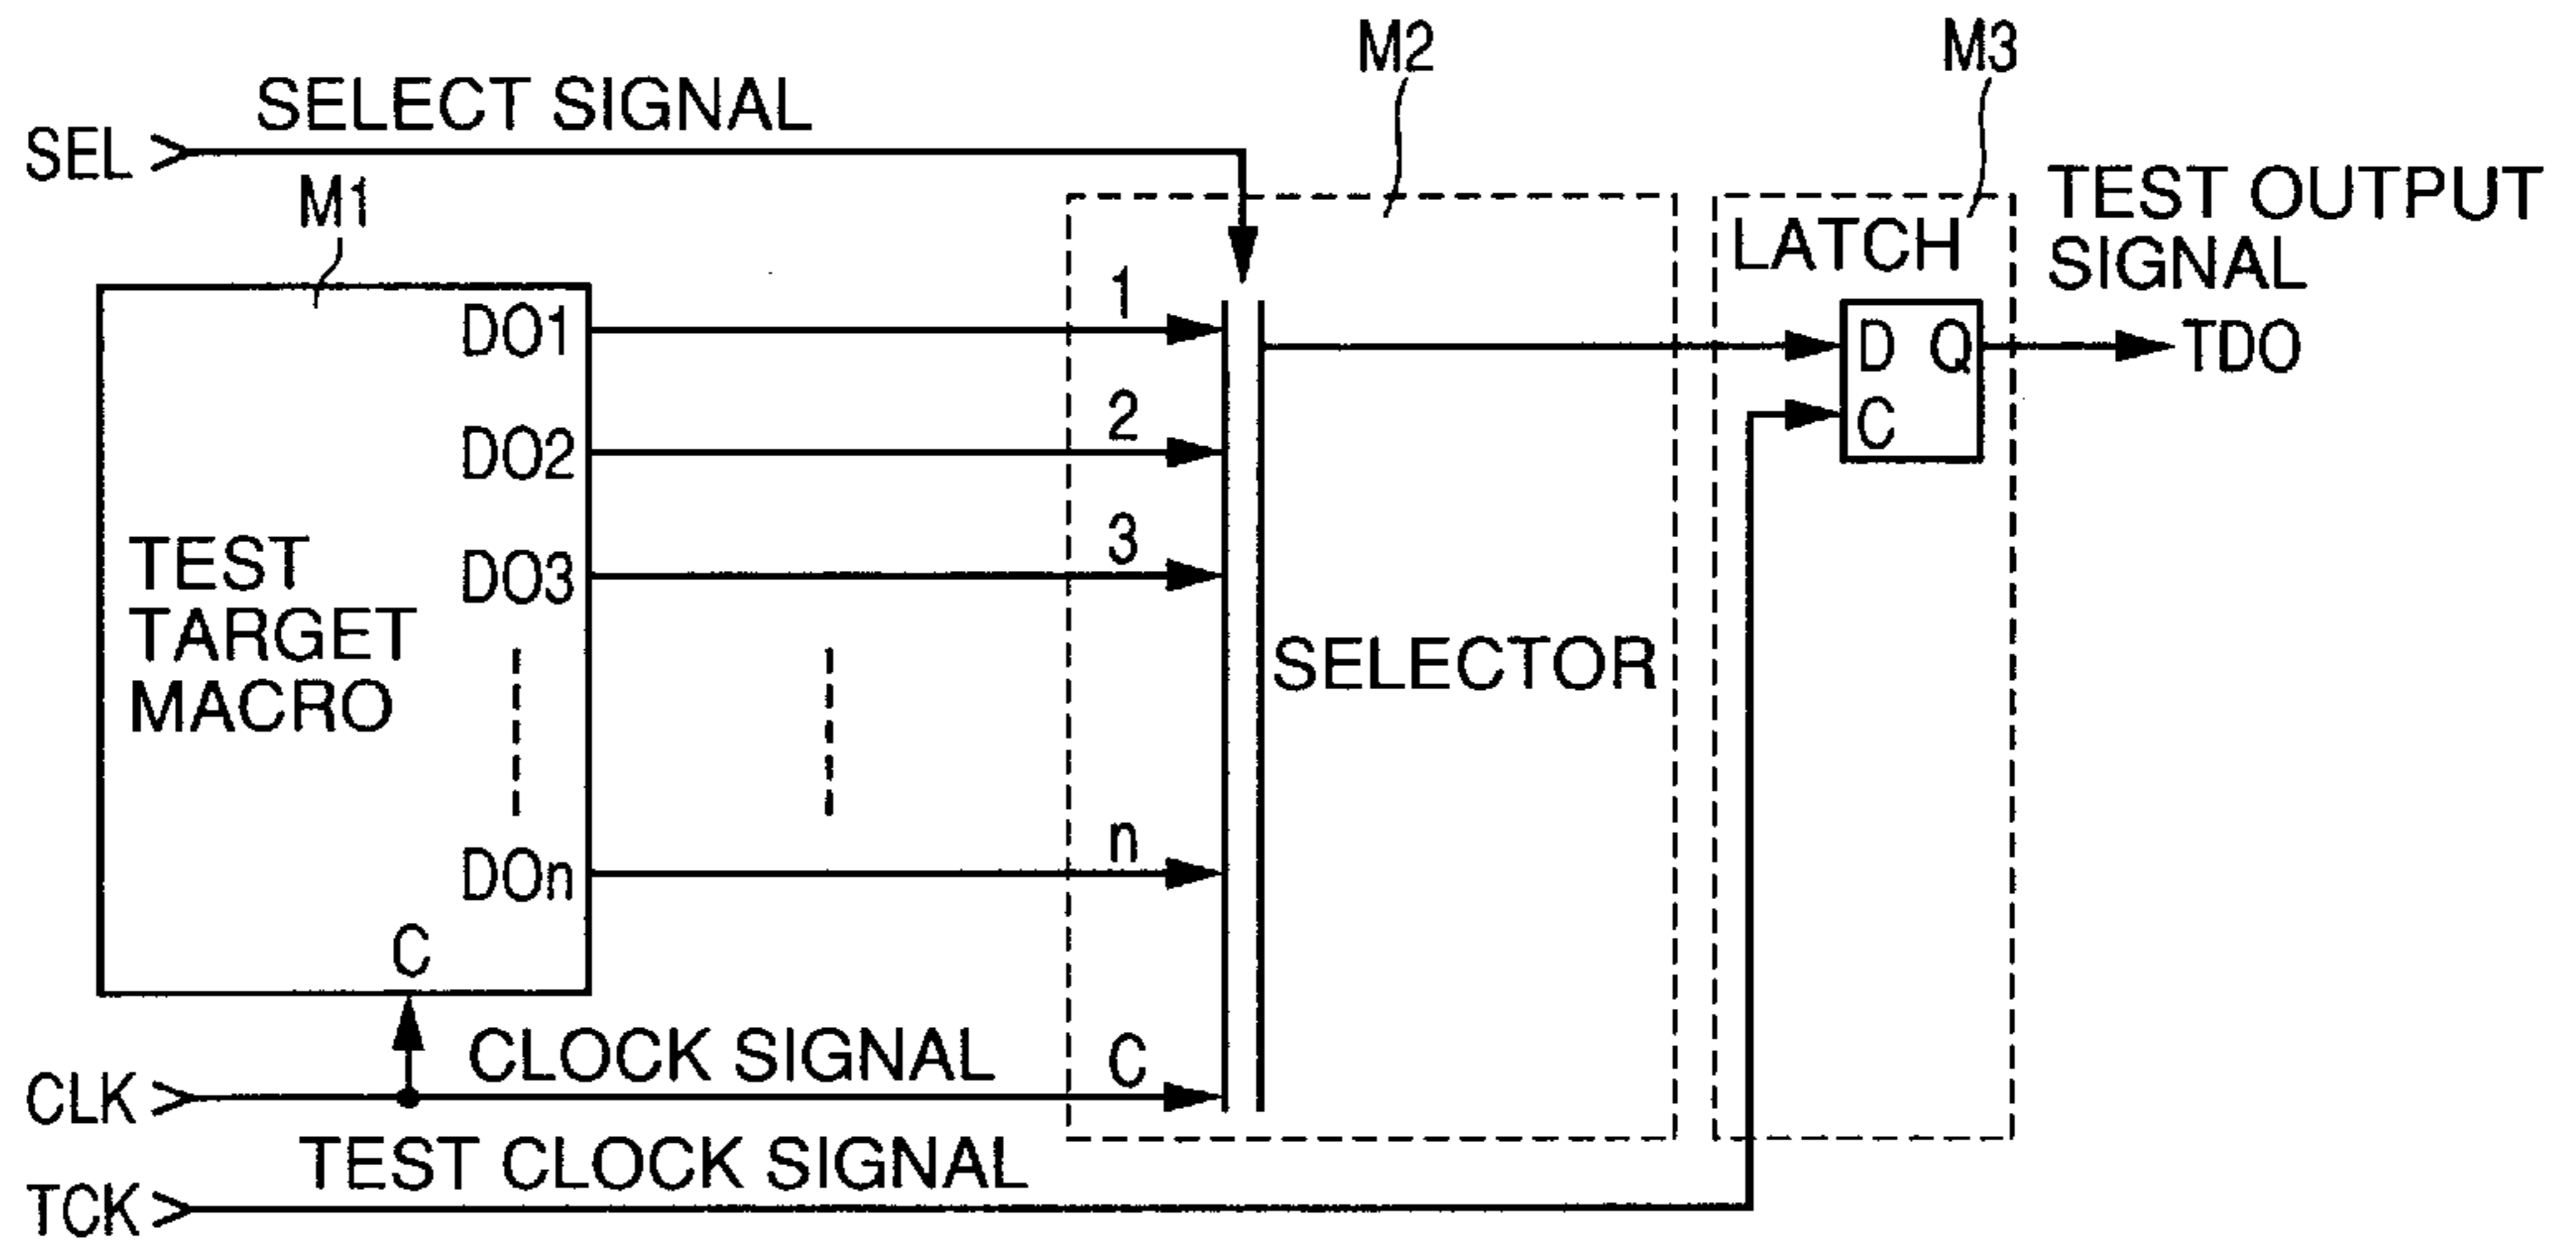 M2
M3
SELECT SIGNAL
SEL
M1
TEST OUTPUT
SIGNAL
LATCH
DO1
1
D Q
TDO
C
DO2
2
DO3
3
TEST
TARGET
MACRO
SELECTOR
DOn
n
C
CLOCK SIGNAL
C
CLK
TEST CLOCK SIGNAL
TCK